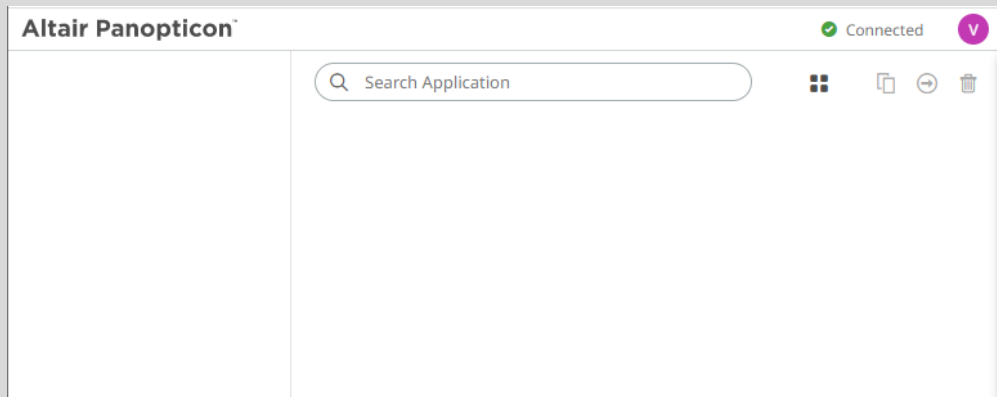 Altair Panopticon™
Connected
V
Search Application